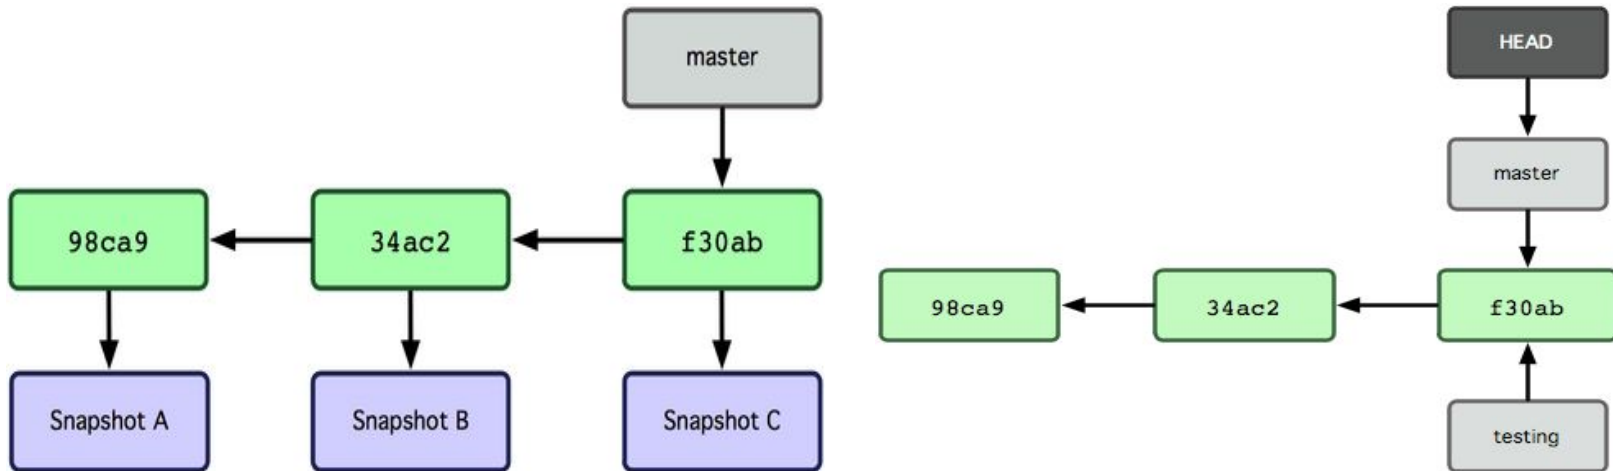 master
98ca9
34ac2
f30ab
Snapshot A
Snapshot B
Snapshot C
HEAD
master
98ca9
34ac2
f30ab
testing